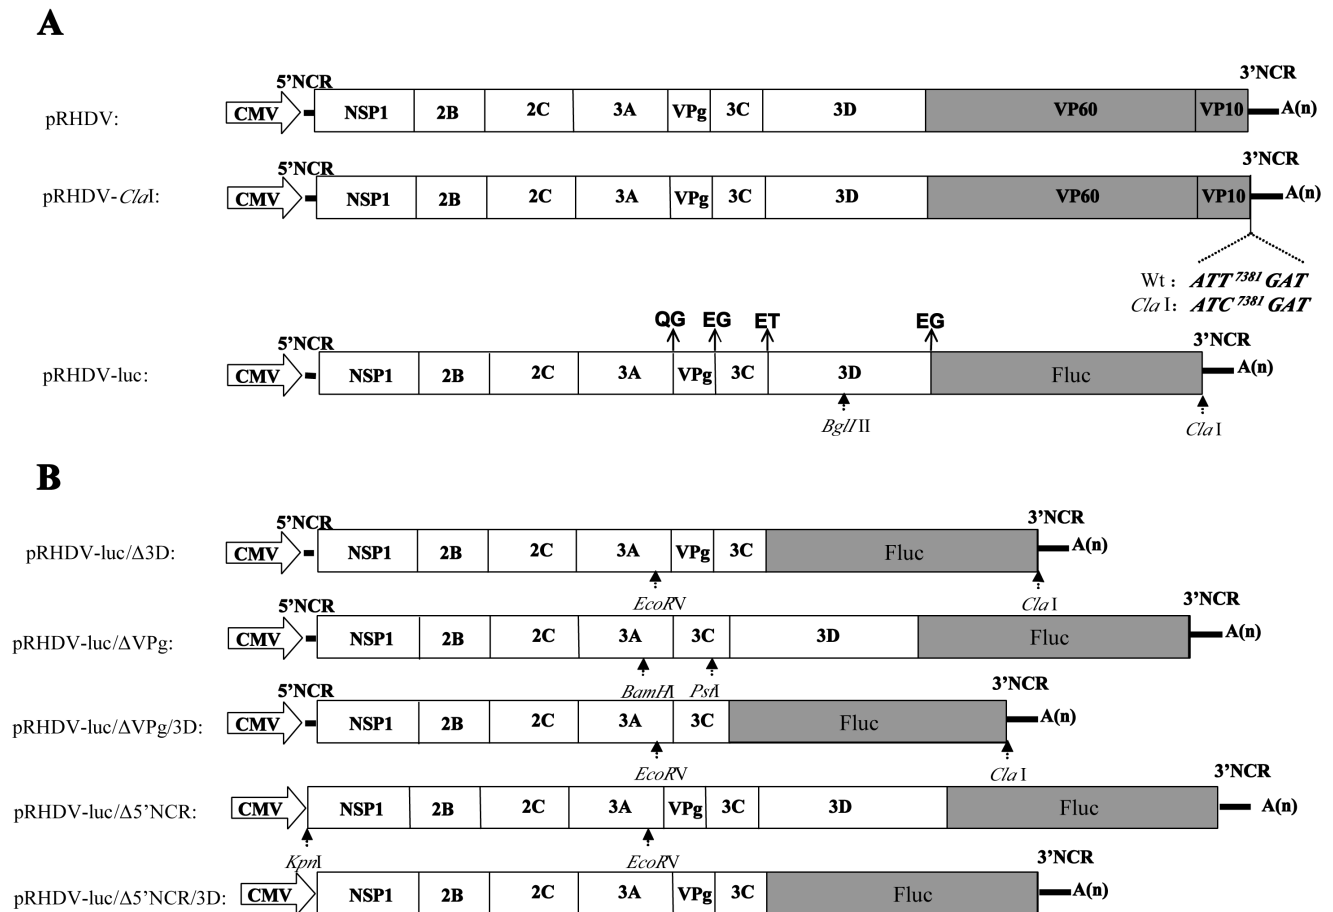 A
5’NCR
3’NCR
pRHDV:
CMV
NSP1
2B
2C
3A
VPg
3C
3D
VP60
VP10
A(n)
5’NCR
3’NCR
pRHDV-ClaI:
CMV
NSP1
2B
2C
3A
VPg
3C
3D
VP60
VP10
A(n)
Wt : ATT 7381 GAT
Cla I: ATC 7381 GAT
QG
EG
ET
EG
5’NCR
3’NCR
pRHDV-luc:
CMV
NSP1
2B
2C
3A
VPg
3C
3D
Fluc
A(n)
BglI II
Cla I
B
5’NCR
3’NCR
pRHDV-luc/Δ3D:
CMV
NSP1
2B
2C
3A
VPg
3C
Fluc
A(n)
EcoRV
Cla I
5’NCR
3’NCR
pRHDV-luc/ΔVPg:
CMV
NSP1
2B
2C
3A
3C
3D
Fluc
A(n)
BamHI
PstI
5’NCR
3’NCR
pRHDV-luc/ΔVPg/3D:
CMV
NSP1
2B
2C
3A
3C
Fluc
A(n)
EcoRV
Cla I
3’NCR
pRHDV-luc/Δ5’NCR:
CMV
NSP1
2B
2C
3A
VPg
3C
3D
Fluc
A(n)
KpnI
EcoRV
3’NCR
pRHDV-luc/Δ5’NCR/3D:
CMV
NSP1
2B
2C
3A
VPg
3C
Fluc
A(n)